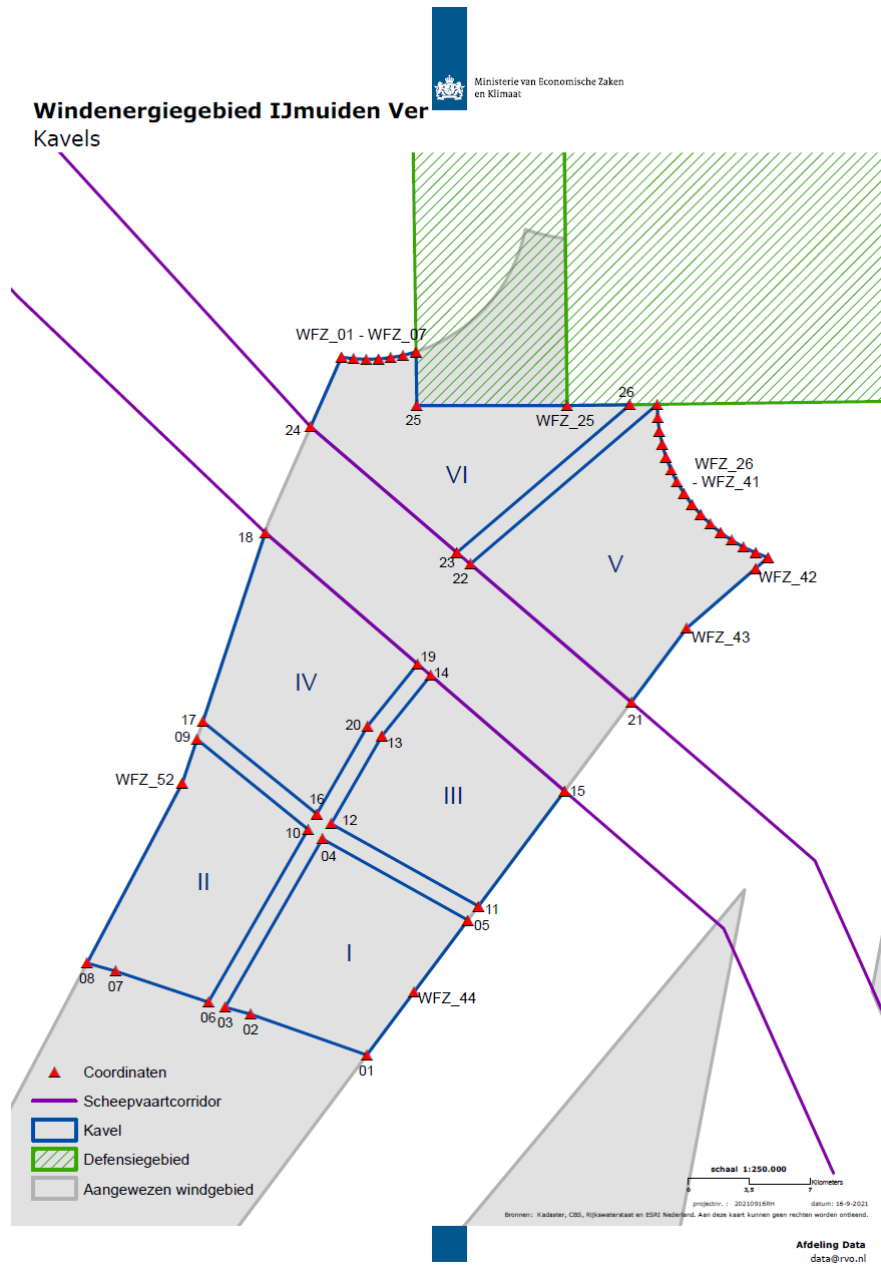 Ministerie van Economische Zaken
en Klimaat
Windenergiegebied IJmuiden Ver
Kavels
WFZ_01 - WFZ_07
24
25
WFZ_25
26
WFZ_26
- WFZ_41
VI
18
23
22
V
WFZ_42
WFZ_43
19
14
IV
21
17
20
13
09
WFZ_52
15
III
16
12
10
04
II
11
05
I
08
07
WFZ_44
06
03
02
01
Coordinaten
Scheepvaartcorridor
Kavel
Defensiegebied
Aangewezen windgebied
schaal 1:250.000
Kilometers
0 3,5 7
projectnr. : 20210916RH datum: 16-9-2021
Bronnen: Kadaster, CBS, Rijkswaterstaat en ESRI Nederland. Aan deze kaart kunnen geen rechten worden ontleend.
Afdeling Data
data@rvo.nl